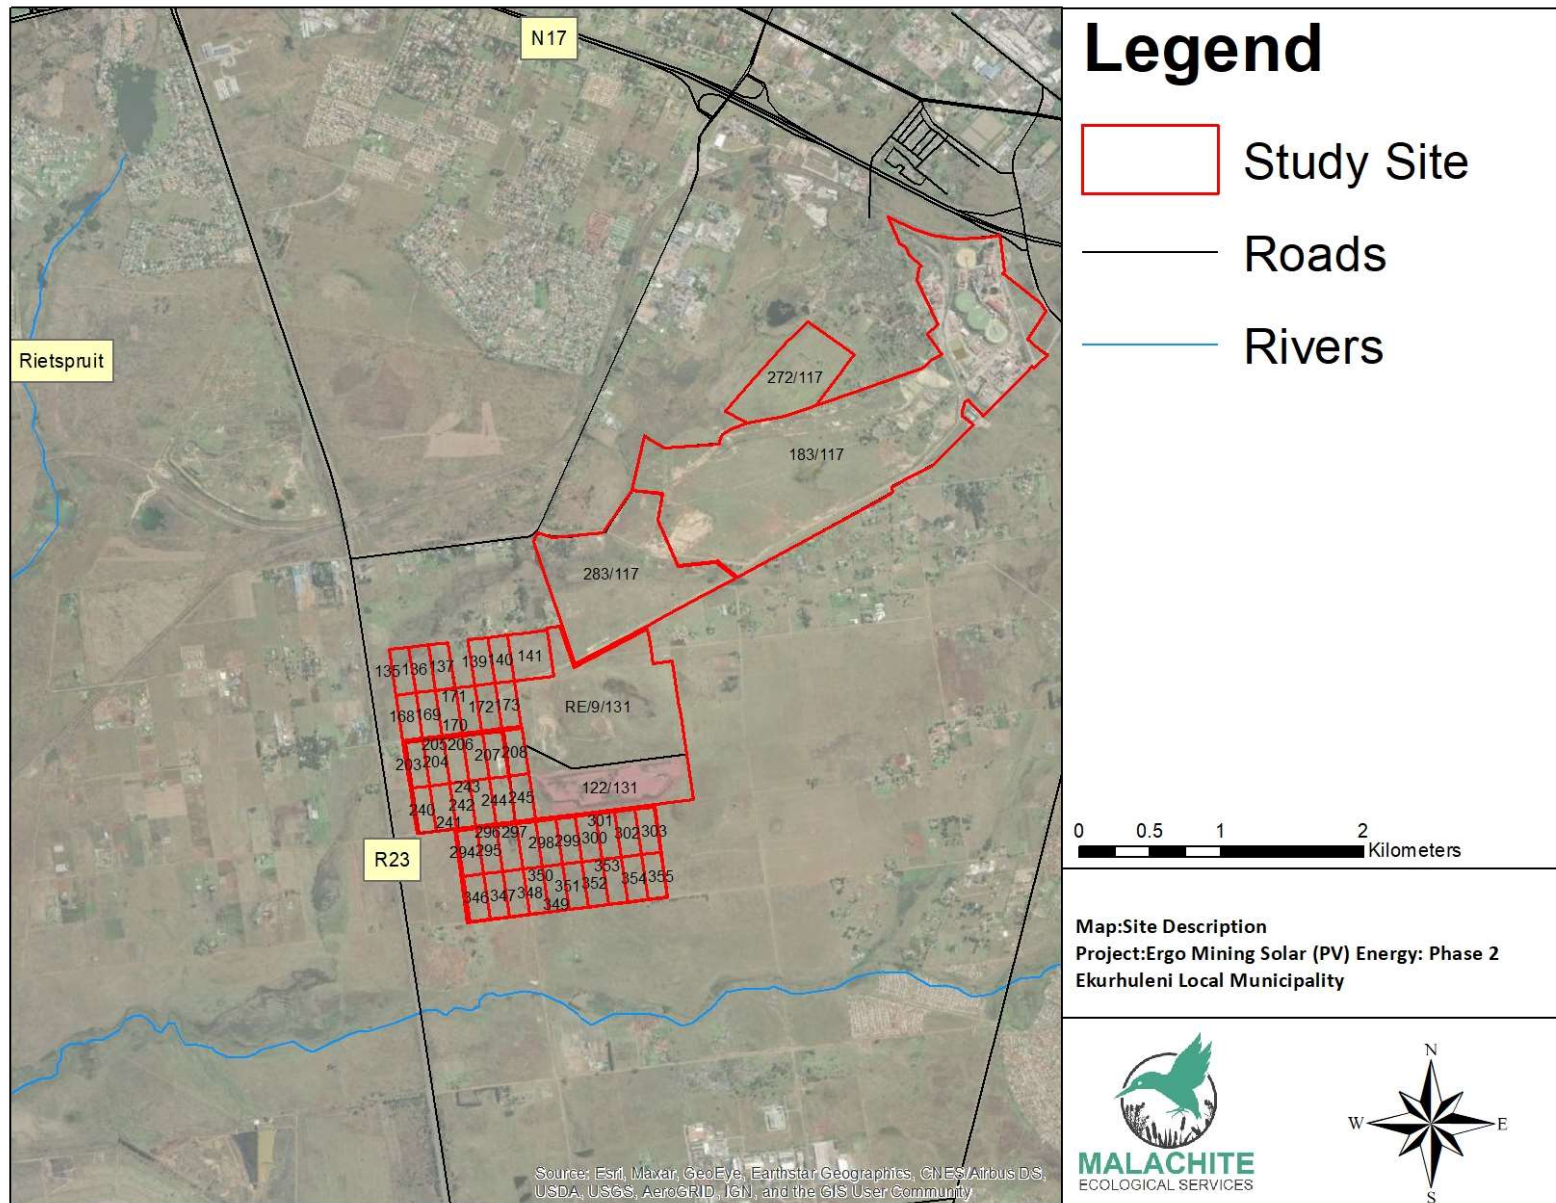 N17
Rietspruit
272/117
183/117
283/117
135 136 137 139 140 141
171
168 169 172 173
170
RE/9/131
205 206
203 204 207 208
243
122/131
240 242 244 245
241
301
296 297
294 295 298 299 300 302 303
R23
353
350
346 347 348 351 352 354 355
349
Source: Esri, Maxar, GeoEye, Earthstar Geographics, CNES/Airbus DS,
USDA, USGS, AeroGRID, IGN, and the GIS User Community
Legend
Study Site
Roads
Rivers
0 0.5 1 2
Kilometers
Map:Site Description
Project:Ergo Mining Solar (PV) Energy: Phase 2
Ekurhuleni Local Municipality
MALACHITE
ECOLOGICAL SERVICES
N
W E
S